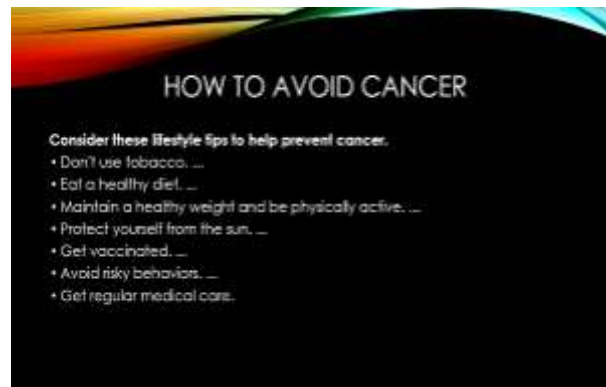 HOW TO AVOID CANCER
Consider these lifestyle tips to help prevent cancer.
• Don't use tobacco. ...
• Eat a healthy diet. ...
• Maintain a healthy weight and be physically active. ...
• Protect yourself from the sun. ...
• Get vaccinated. ...
• Avoid risky behaviors. ...
• Get regular medical care.